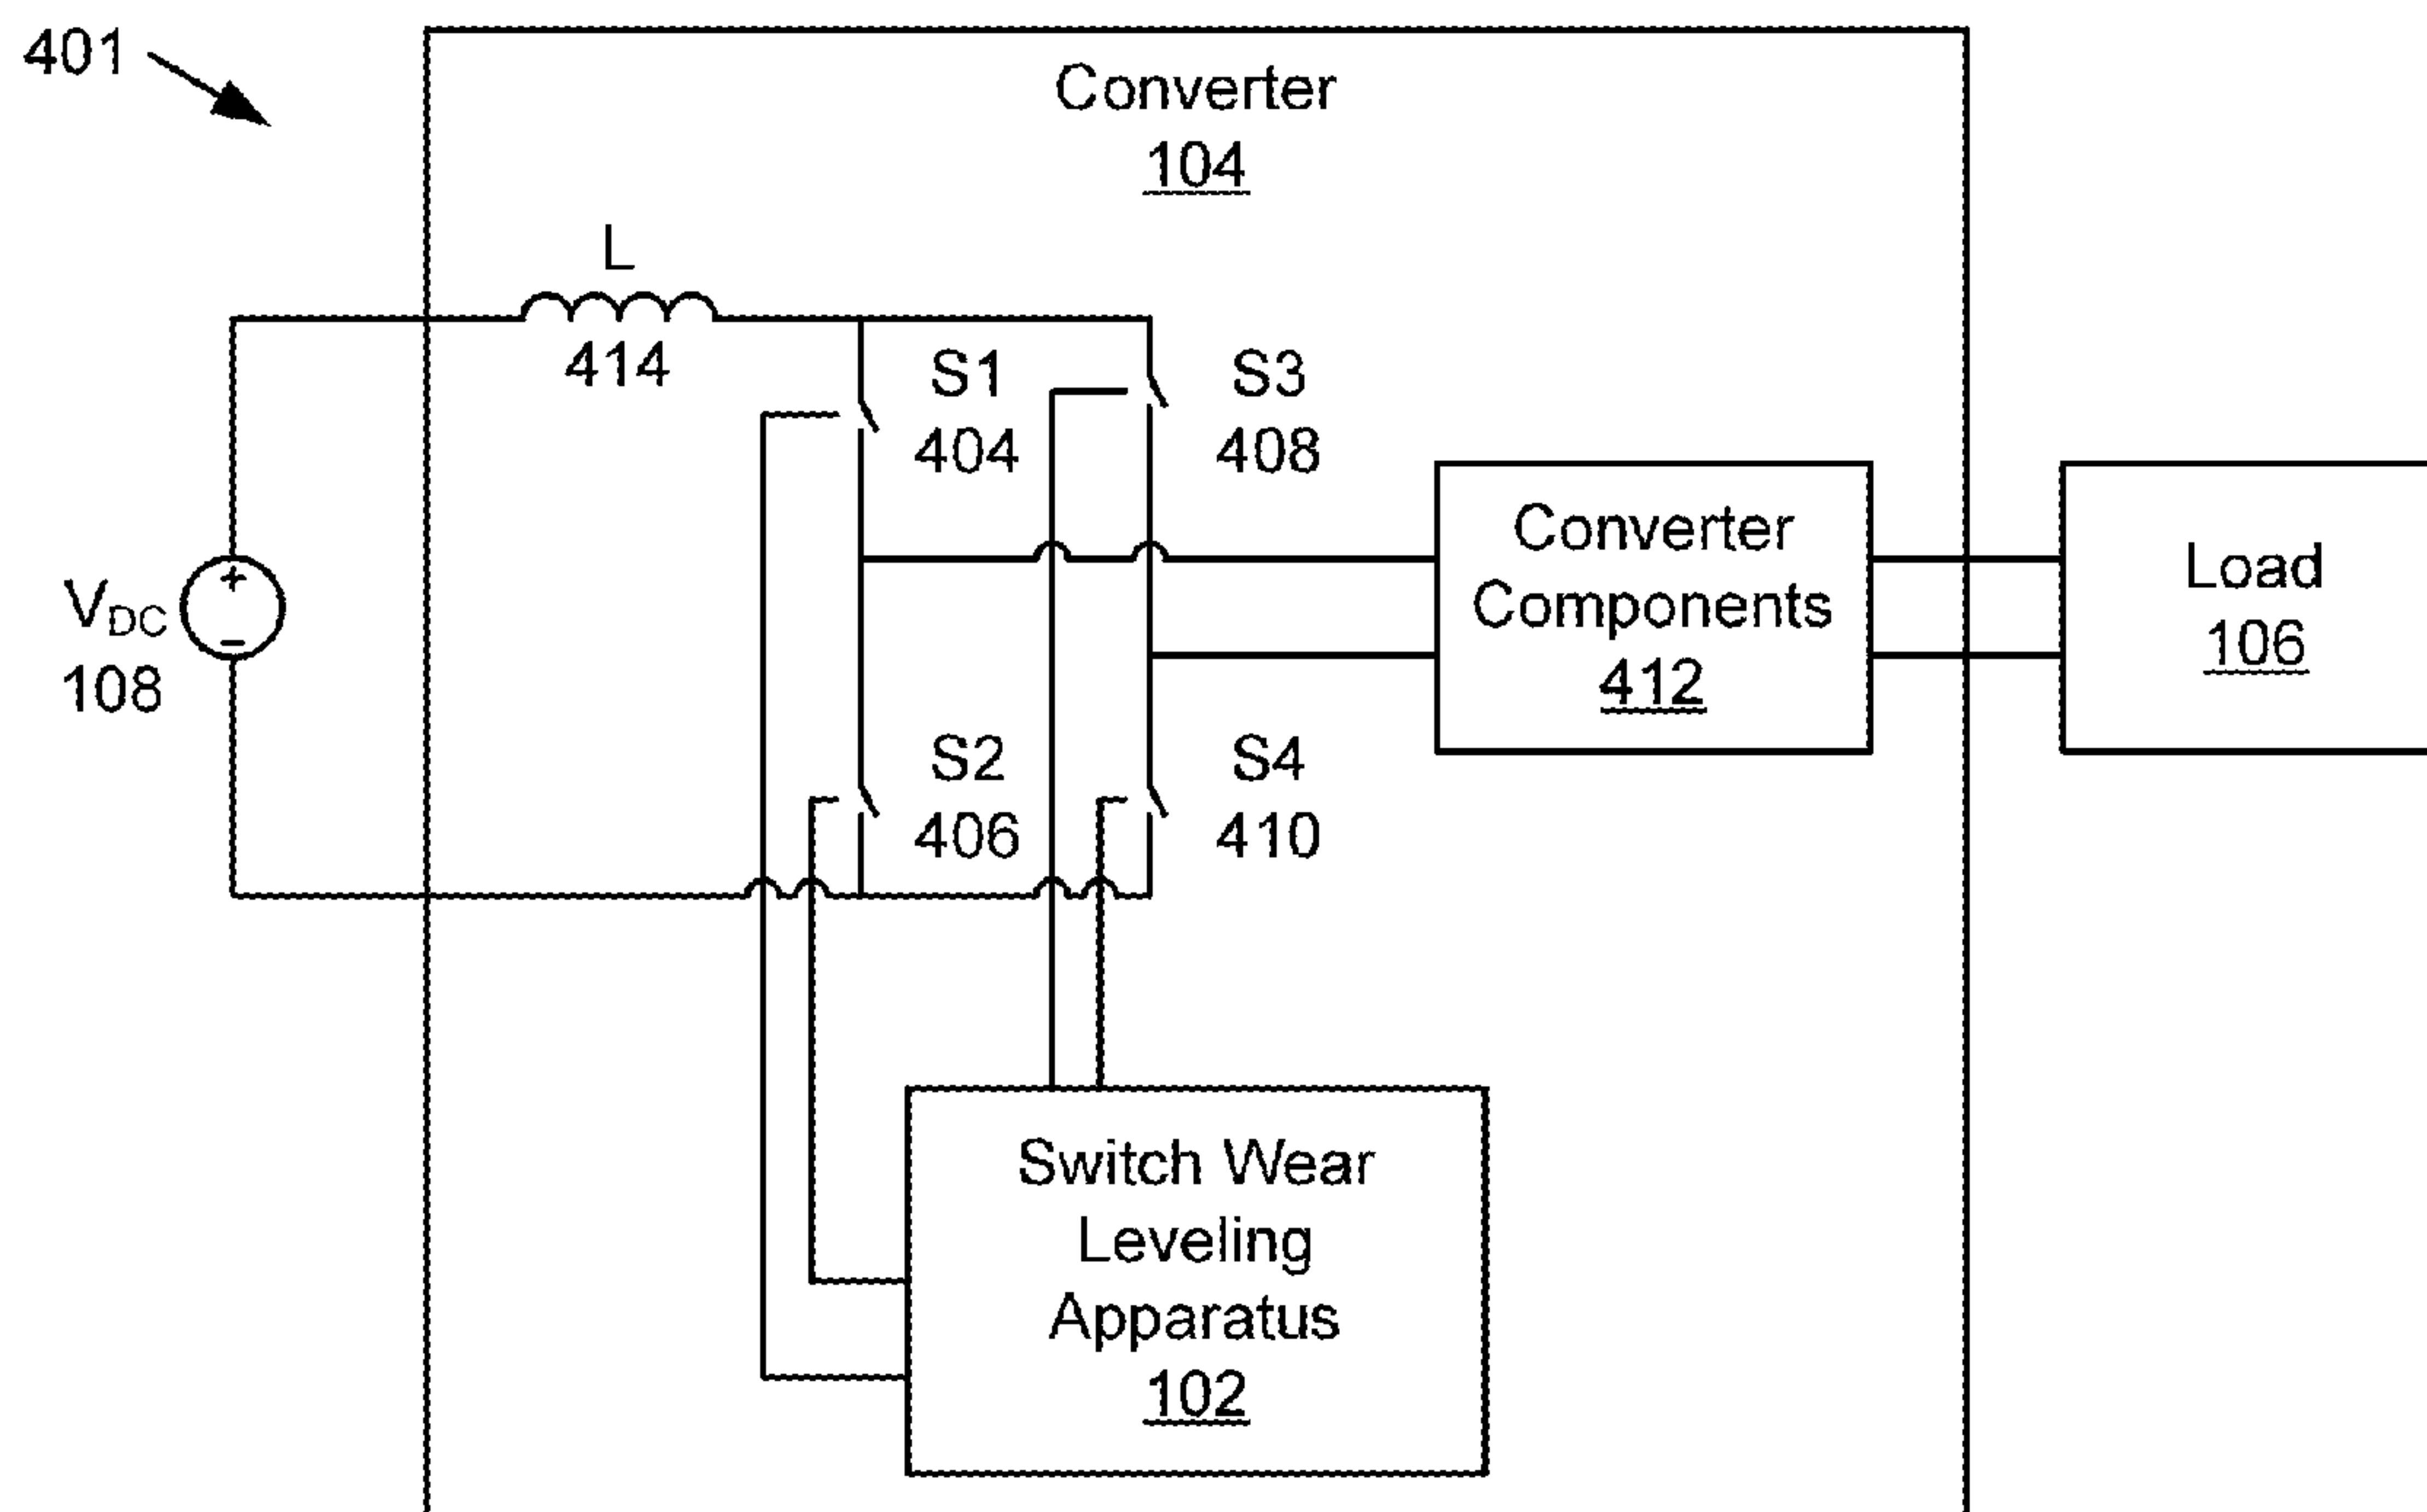 401
Converter
104
L
414
S1
404
S3
408
V_DC
108
+
−
Converter
Components
412
Load
106
S2
406
S4
410
Switch Wear
Leveling
Apparatus
102